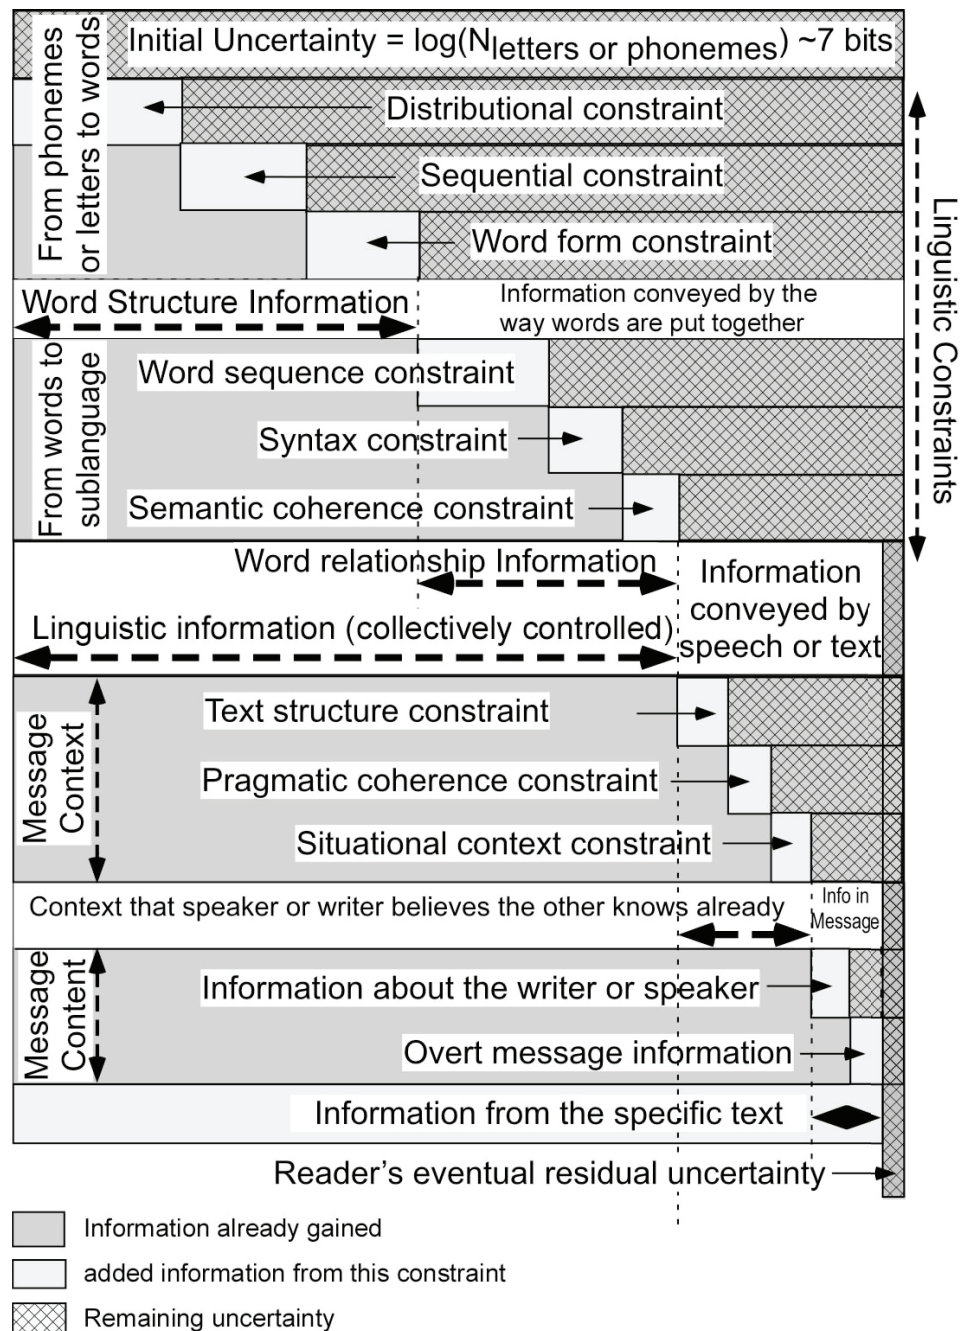 Initial Uncertainty = log(Nletters or phonemes) ~7 bits
From phonemes
or letters to words
Distributional constraint
Sequential constraint
Word form constraint
Linguistic Constraints
Word Structure Information
Information conveyed by the
way words are put together
From words to
sublanguage
Word sequence constraint
Syntax constraint
Semantic coherence constraint
Word relationship Information
Linguistic information (collectively controlled)
Information
conveyed by
speech or text
Message
Context
Text structure constraint
Pragmatic coherence constraint
Situational context constraint
Context that speaker or writer believes the other knows already
Info in
Message
Message
Content
Information about the writer or speaker
Overt message information
Information from the specific text
Reader's eventual residual uncertainty
Information already gained
added information from this constraint
Remaining uncertainty